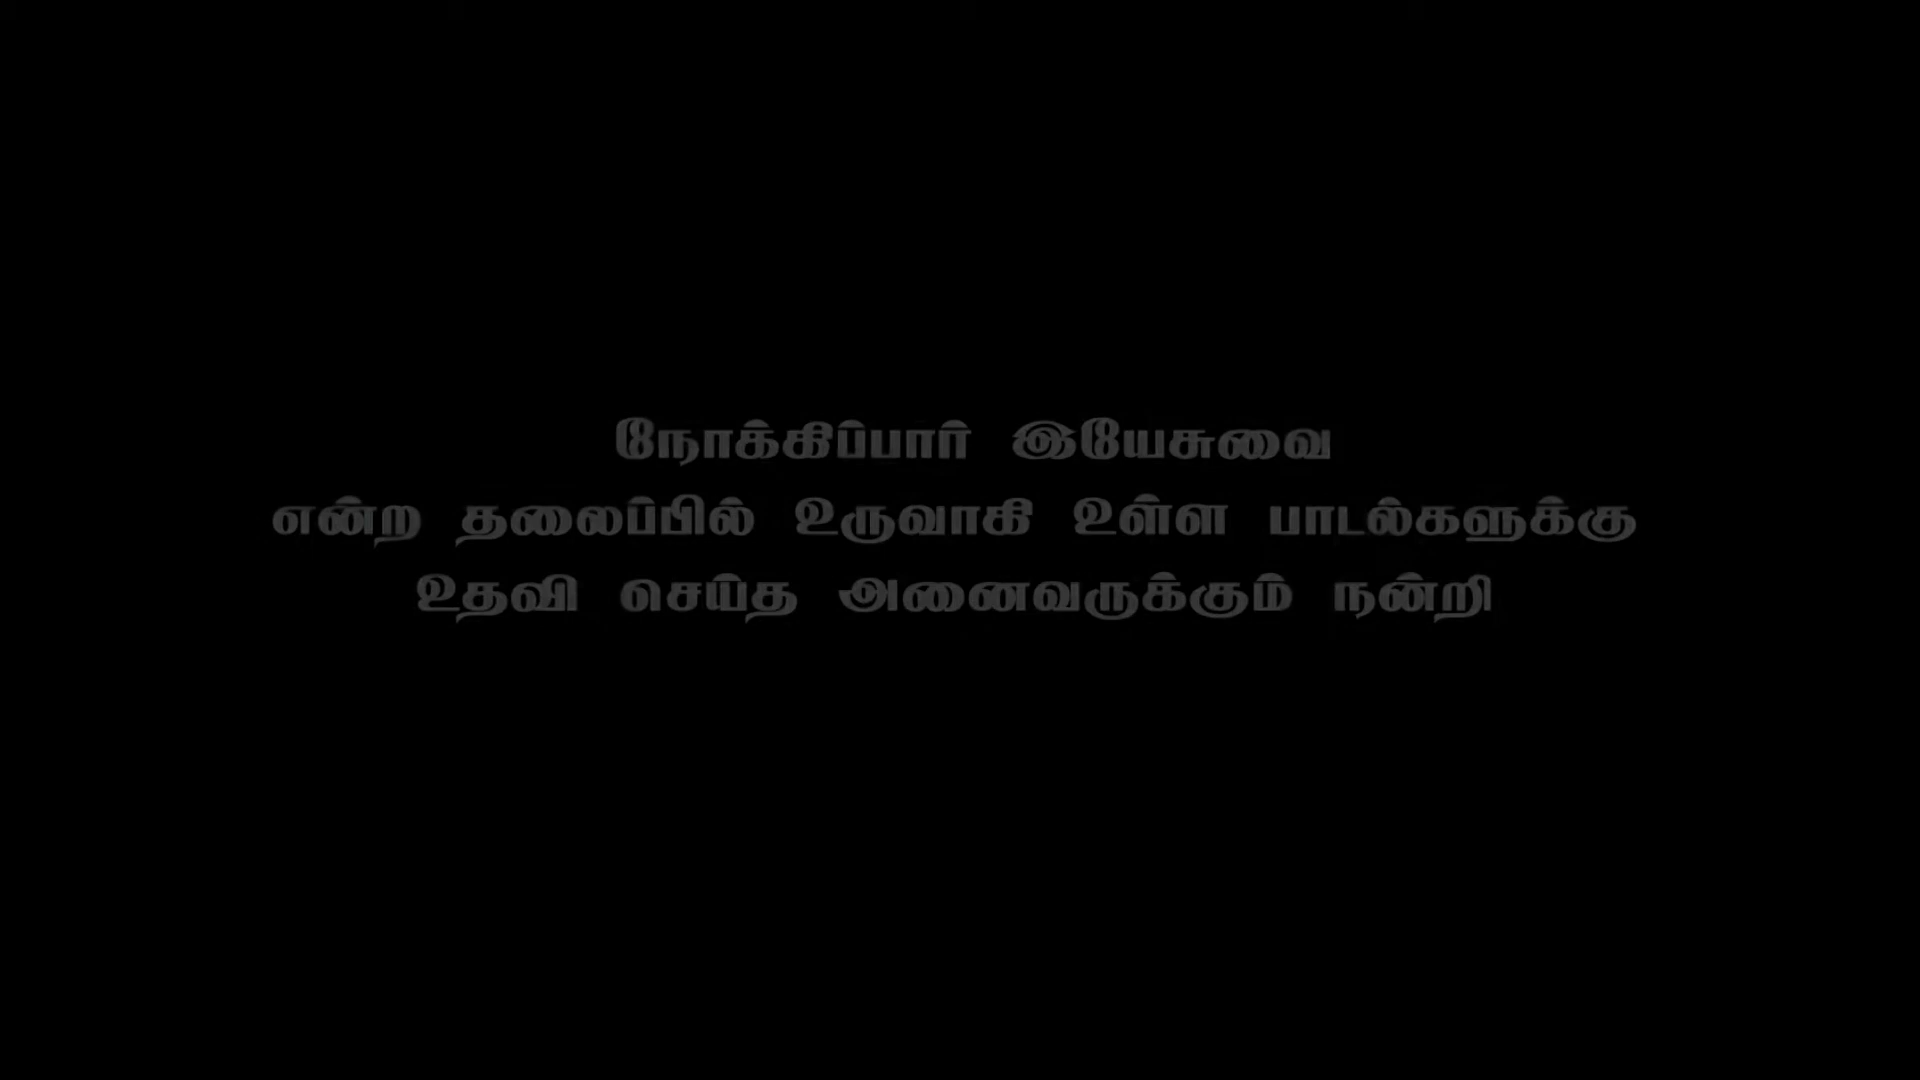 நோக்கிப்பார் இயேசுவை
என்ற தலைப்பில் உருவாகி உள்ள பாடல்களுக்கு
உதவி செய்த அனைவருக்கும் நன்றி